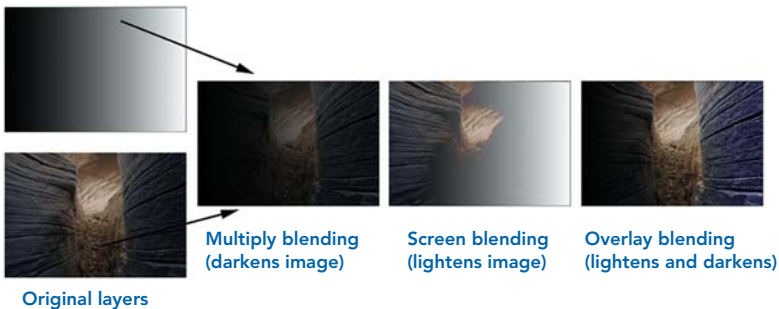 Multiply blending
(darkens image)
Screen blending
(lightens image)
Overlay blending
(lightens and darkens)
Original layers